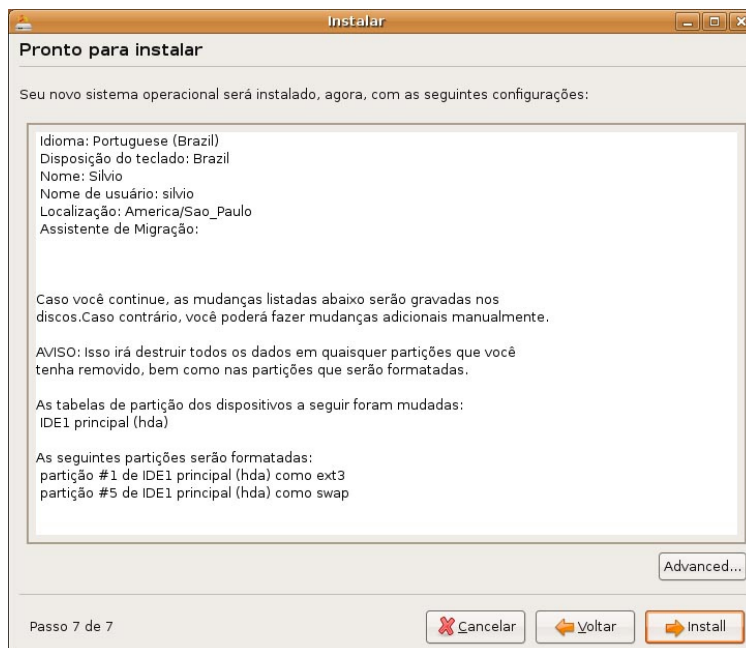 Instalar
Pronto para instalar
Seu novo sistema operacional será instalado, agora, com as seguintes configurações:
Idioma: Portuguese (Brazil)
Disposição do teclado: Brazil
Nome: Silvio
Nome de usuário: silvio
Localização: America/Sao_Paulo
Assistente de Migração:
Caso você continue, as mudanças listadas abaixo serão gravadas nos
discos.Caso contrário, você poderá fazer mudanças adicionais manualmente.
AVISO: Isso irá destruir todos os dados em quaisquer partições que você
tenha removido, bem como nas partições que serão formatadas.
As tabelas de partição dos dispositivos a seguir foram mudadas:
IDE1 principal (hda)
As seguintes partições serão formatadas:
partição #1 de IDE1 principal (hda) como ext3
partição #5 de IDE1 principal (hda) como swap
Advanced...
Passo 7 de 7 Cancelar Voltar Install